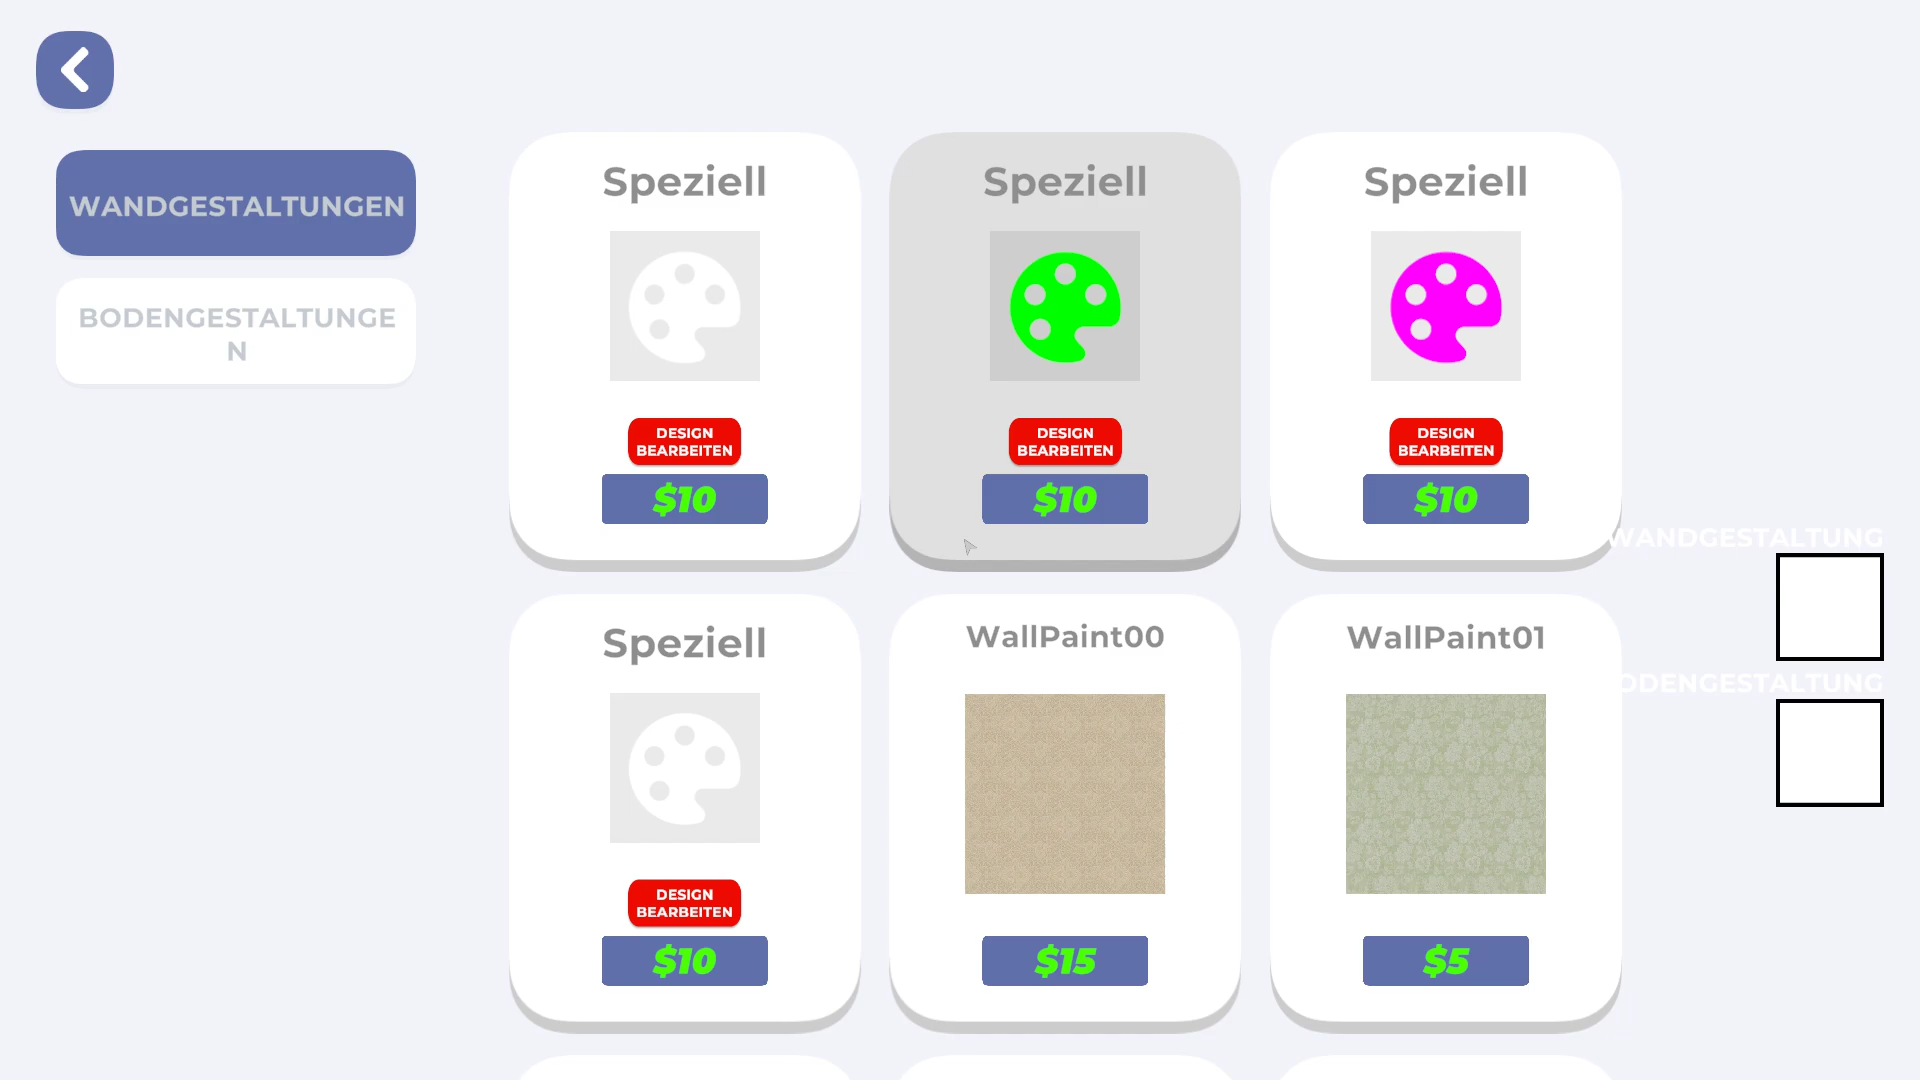 WANDGESTALTUNGEN
BODENGESTALTUNGE
N
Speziell
DESIGN
BEARBEITEN
$10
Speziell
DESIGN
BEARBEITEN
$10
Speziell
DESIGN
BEARBEITEN
$10
Speziell
DESIGN
BEARBEITEN
$10
WallPaint00
$15
WallPaint01
$5
WANDGESTALTUNG
ODENGESTALTUNG